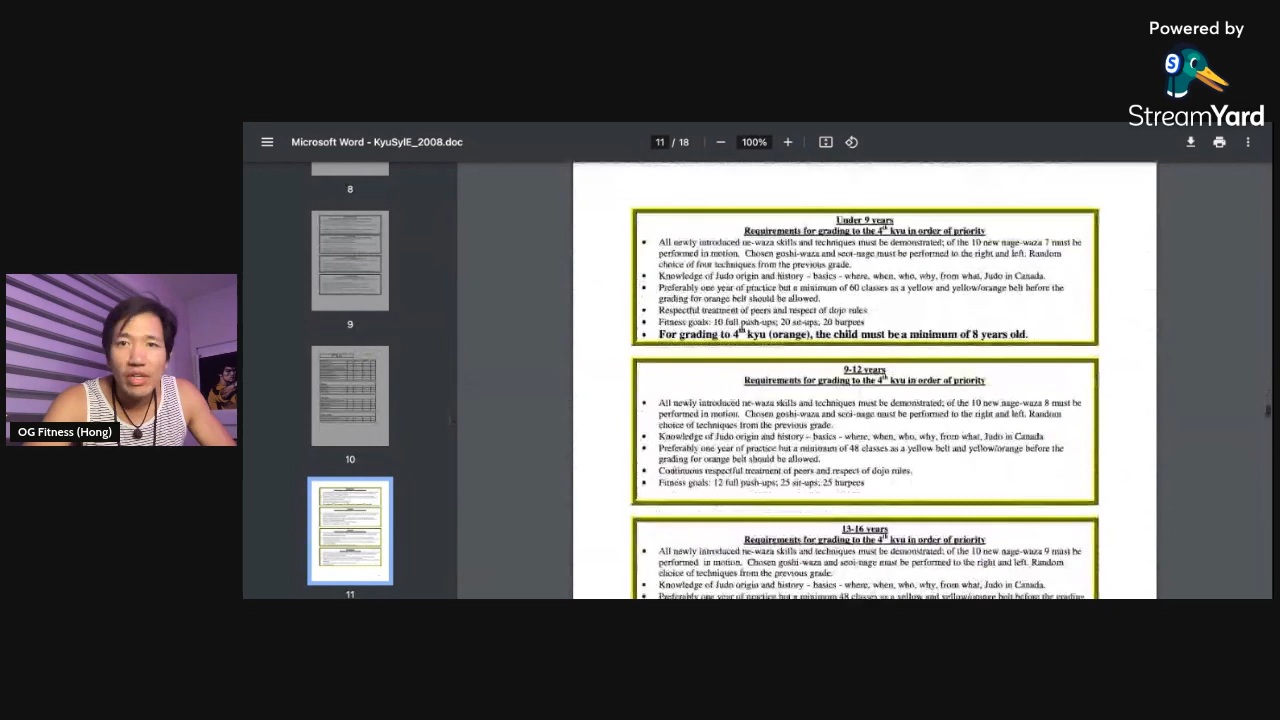 Powered by
StreamYard
Microsoft Word - KyuSylE_2008.doc
11 / 18
100%
8
9
10
11
OG Fitness (Hong)
Under 9 years
Requirements for grading to the 4th kyu in order of priority
• All newly introduced ne-waza skills and techniques must be demonstrated; of the 10 new nage-waza 7 must be
performed in motion. Chosen goshi-waza and seoi-nage must be performed to the right and left. Random
choice of four techniques from the previous grade.
• Knowledge of Judo origin and history – basics - where, when, who, why, from what, Judo in Canada.
• Preferably one year of practice but a minimum of 60 classes as a yellow and yellow/orange belt before the
grading for orange belt should be allowed.
• Respectful treatment of peers and respect of dojo rules
• Fitness goals: 10 full push-ups; 20 sit-ups; 20 burpees
• For grading to 4th kyu (orange), the child must be a minimum of 8 years old.
9-12 years
Requirements for grading to the 4th kyu in order of priority
• All newly introduced ne-waza skills and techniques must be demonstrated; of the 10 new nage-waza 8 must be
performed in motion. Chosen goshi-waza and seoi-nage must be performed to the right and left. Random
choice of techniques from the previous grade.
• Knowledge of Judo origin and history – basics - where, when, who, why, from what, Judo in Canada
• Preferably one year of practice but a minimum of 48 classes as a yellow belt and yellow/orange before the
grading for orange belt should be allowed.
• Continuous respectful treatment of peers and respect of dojo rules.
• Fitness goals: 12 full push-ups; 25 sit-ups; 25 burpees
13-16 years
Requirements for grading to the 4th kyu in order of priority
• All newly introduced ne-waza skills and techniques must be demonstrated; of the 10 new nage-waza 9 must be
performed in motion. Chosen goshi-waza and seoi-nage must be performed to the right and left. Random
choice of techniques from the previous grade.
• Knowledge of Judo origin and history – basics - where, when, who, why, from what, Judo in Canada.
• Preferably one year of practice but a minimum 48 classes as a yellow and yellow/orange belt before the grading